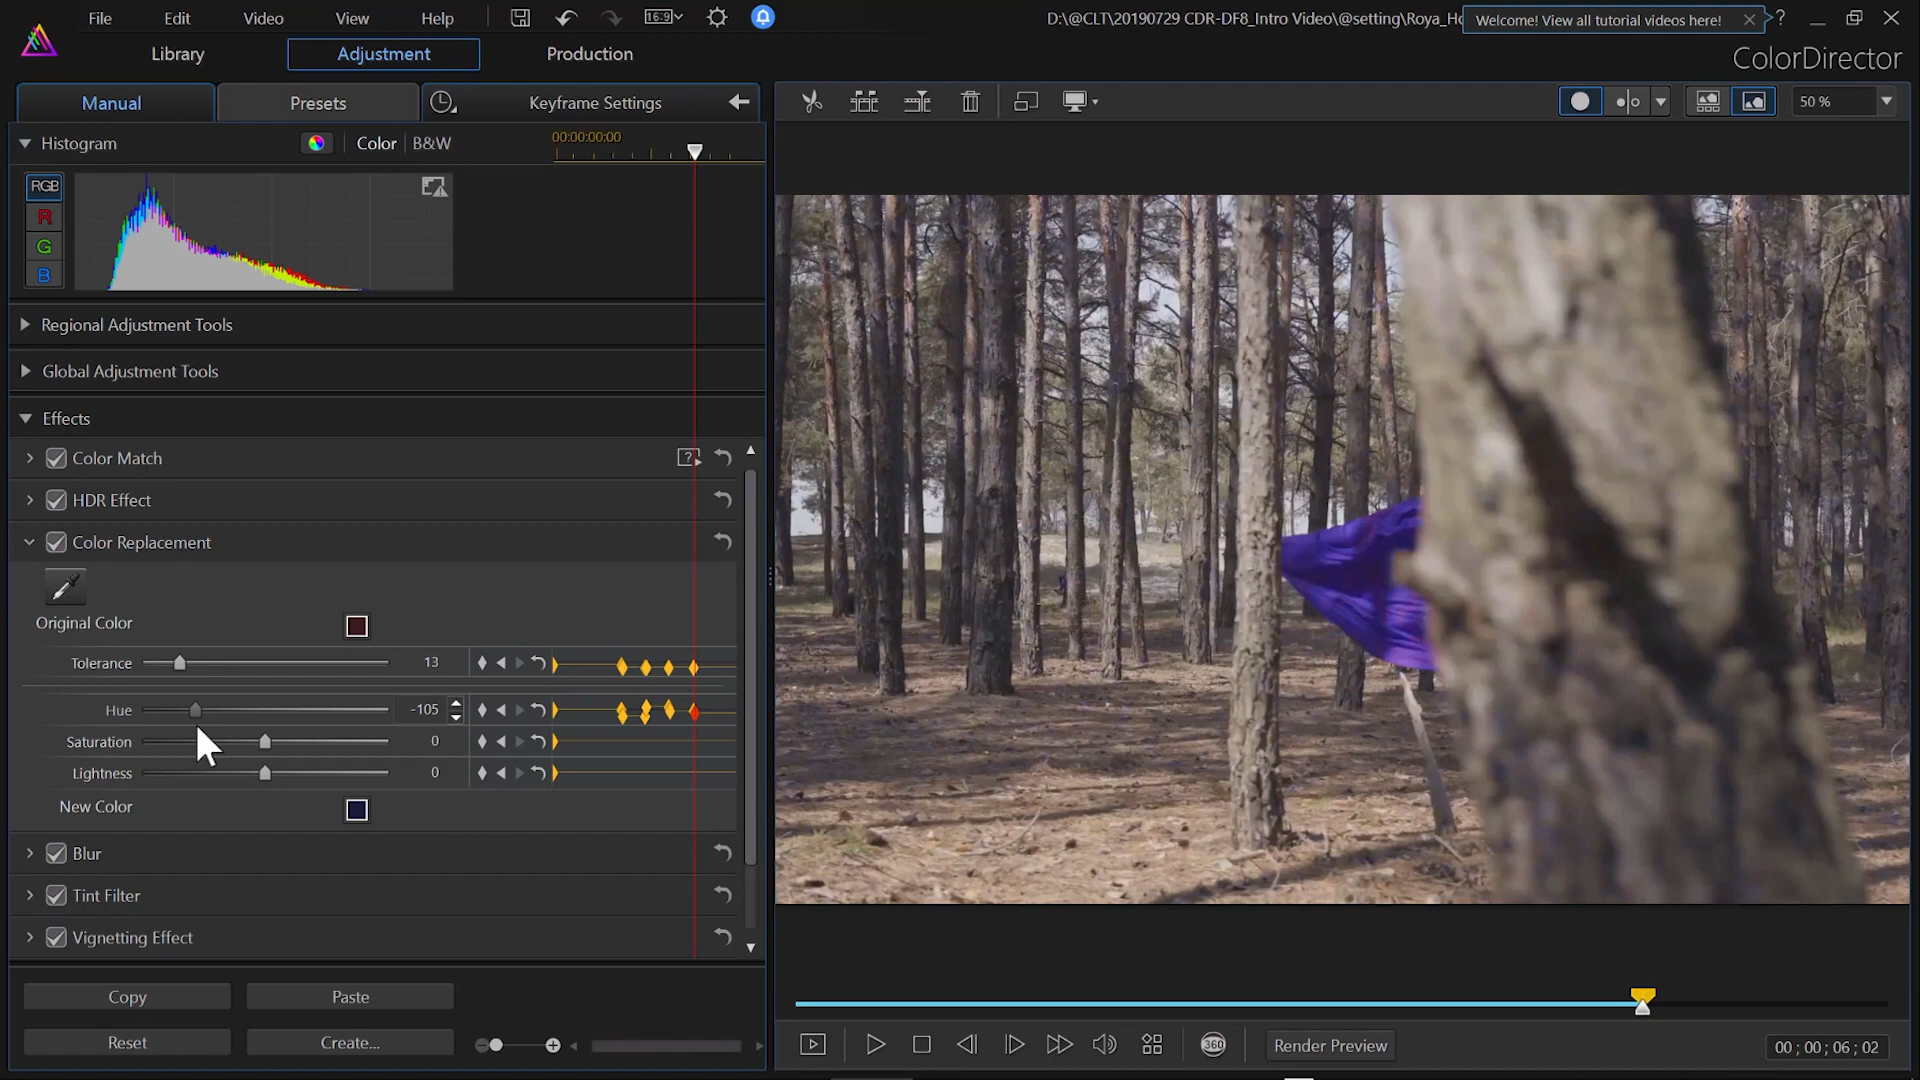 File Edit Video View Help 16:9 D:\@CLT\20190729 CDR-DF8_Intro Video\@setting\Roya_Ho Welcome! View all tutorial videos here! ?
Library Adjustment Production ColorDirector
Manual Presets Keyframe Settings 50 %
Histogram Color B&W 00:00:00:00
RGB
R
G
B
Regional Adjustment Tools
Global Adjustment Tools
Effects
Color Match ?
HDR Effect
Color Replacement
Original Color
Tolerance 13
Hue -105
Saturation 0
Lightness 0
New Color
Blur
Tint Filter
Vignetting Effect
Copy Paste
Reset Create... 360 Render Preview 00 ; 00 ; 06 ; 02